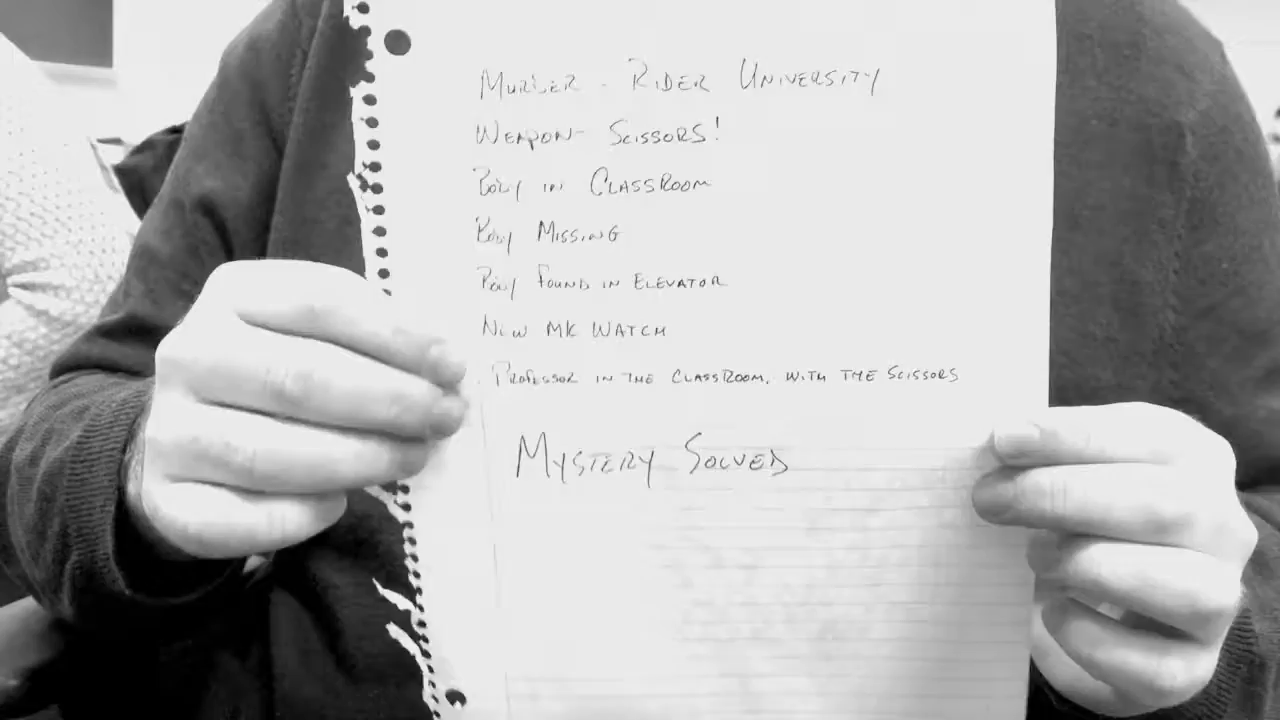 MURDER - RIDER UNIVERSITY
WEAPON - SCISSORS!
BODY IN CLASSROOM
BODY MISSING
BODY FOUND IN ELEVATOR
NEW MK WATCH
PROFESSOR IN THE CLASSROOM, WITH THE SCISSORS
MYSTERY SOLVED